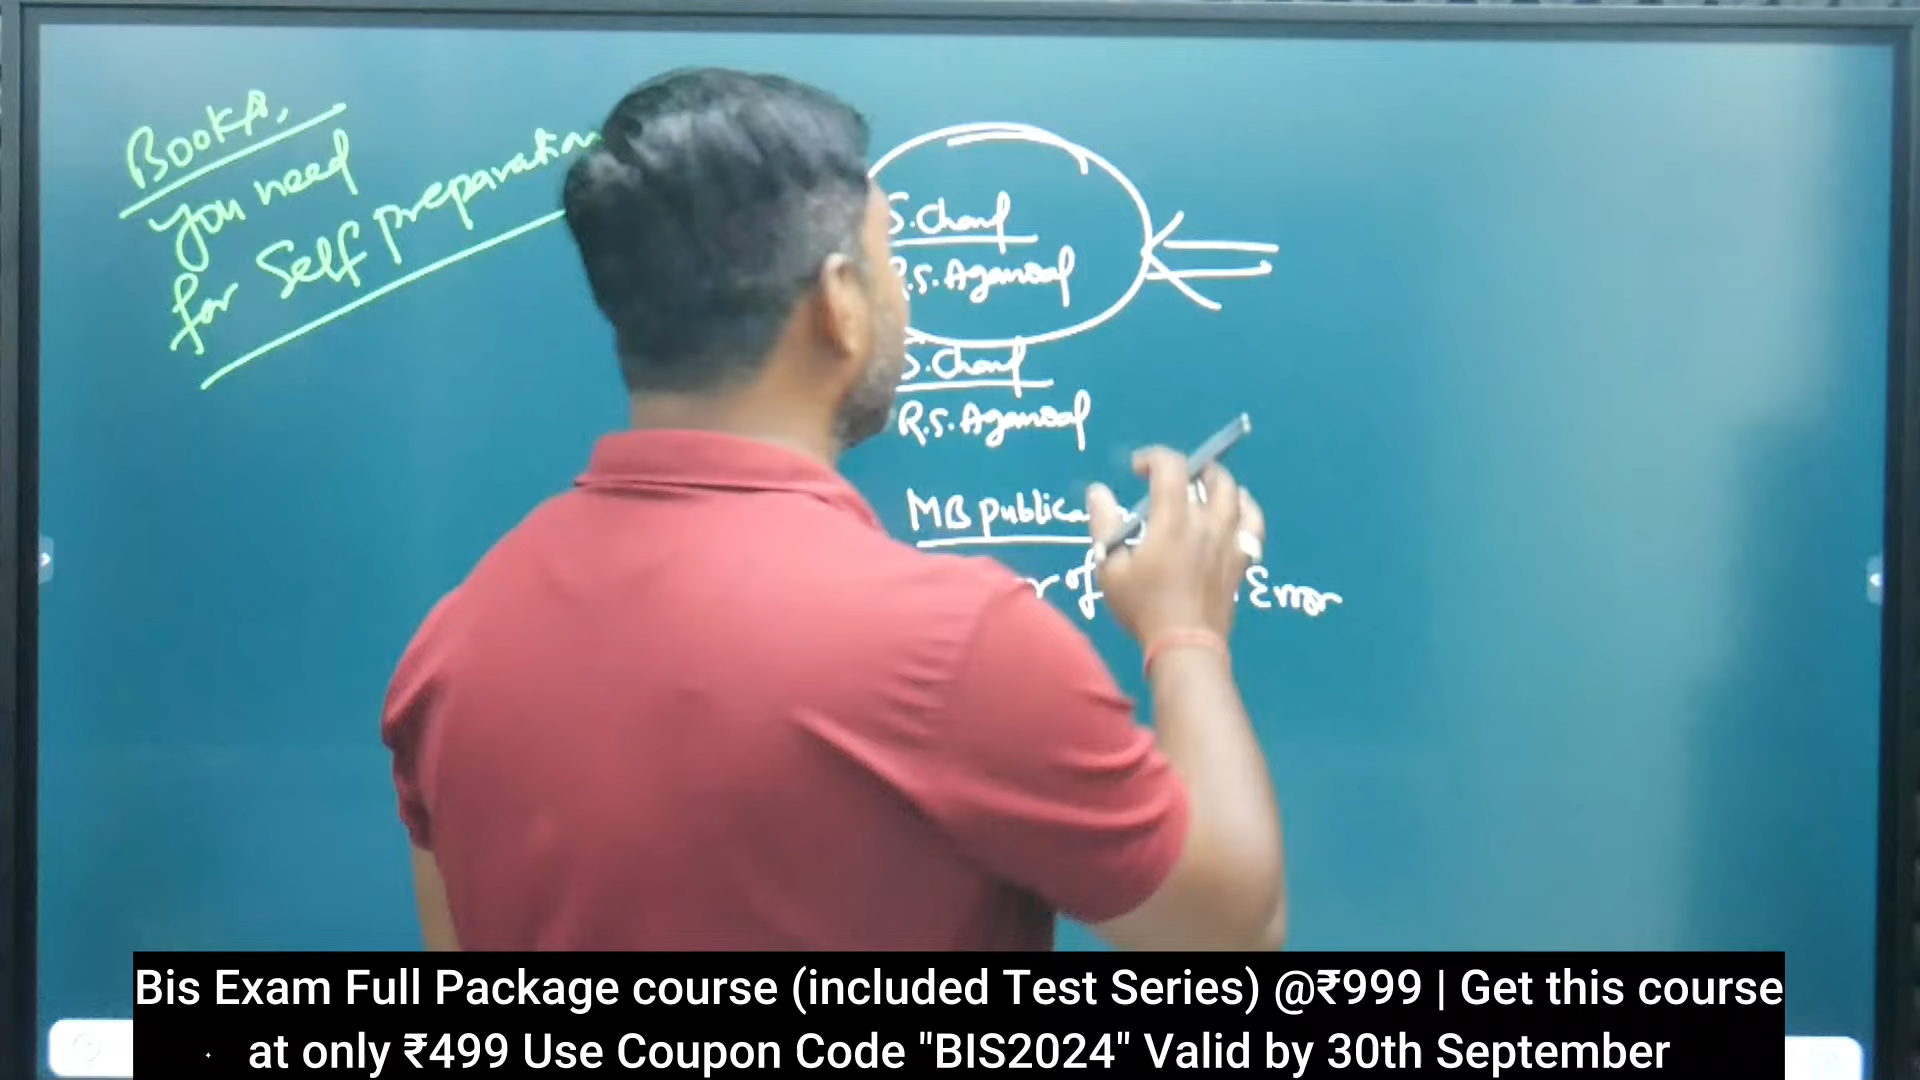 Books,
you need
for Self preparation
S.Chand
R.S. Agarwal
S.Chand
R.S. Agarwal
MB
of
Error
Bis Exam Full Package course (included Test Series) @₹999 | Get this course
at only ₹499 Use Coupon Code "BIS2024" Valid by 30th September